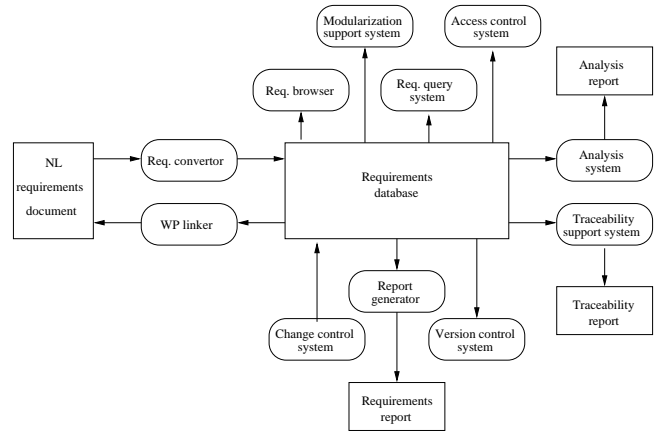 Modularization
support system
Access control
system
Req. browser
Req. query
system
Analysis
report
NL
requirements
document
Req. convertor
WP linker
Requirements
database
Analysis
system
Traceability
support system
Report
generator
Change control
system
Version control
system
Traceability
report
Requirements
report